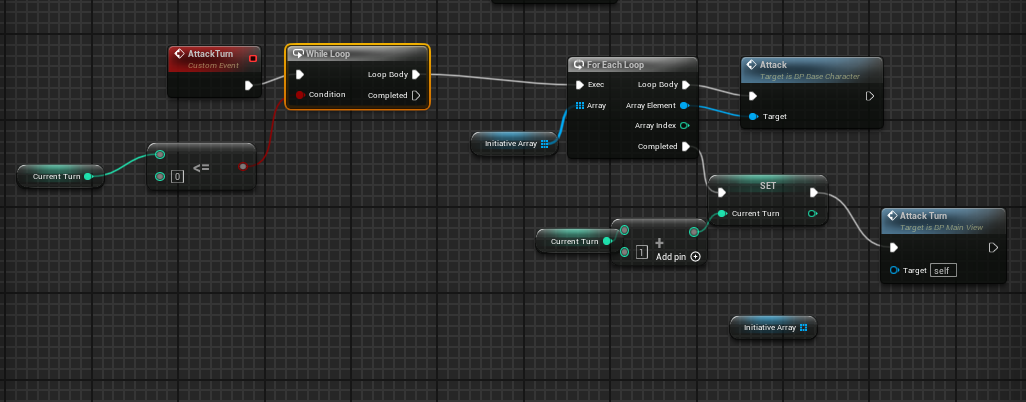 AttackTurn
Custom Event
While Loop
Loop Body
Condition
Completed
Current Turn
0
<=
For Each Loop
Exec
Loop Body
Array
Array Element
Array Index
Completed
Initiative Array
Attack
Target is DP Base Character
Target
SET
Current Turn
Current Turn
1
+
Add pin
Attack Turn
Target is DP Main View
Target
self
Initiative Array